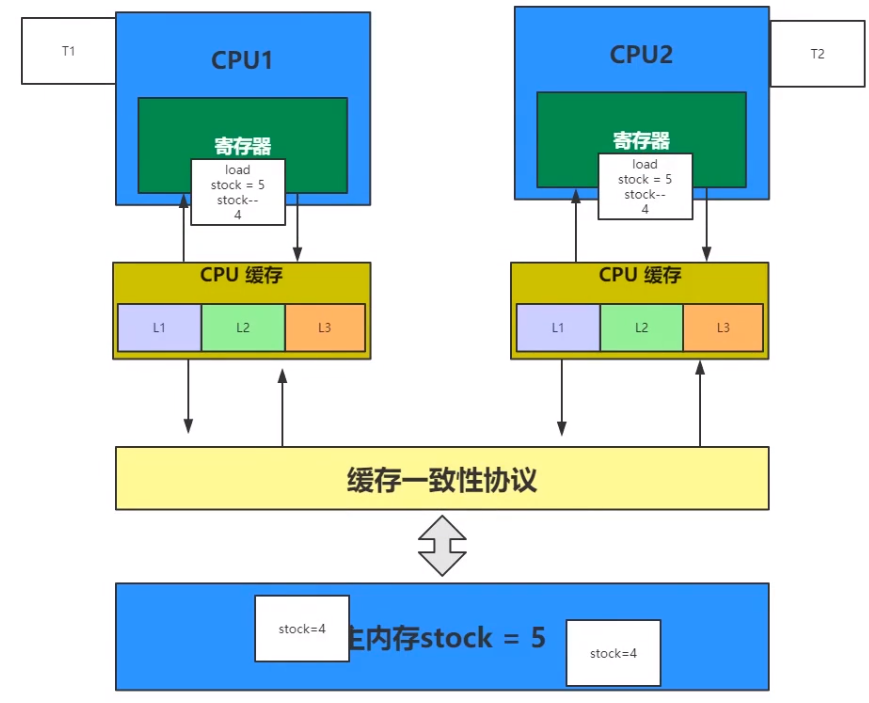 T1
CPU1
寄存器
load
stock = 5
stock--
4
CPU2
T2
寄存器
load
stock = 5
stock--
4
CPU 缓存
L1
L2
L3
CPU 缓存
L1
L2
L3
缓存一致性协议
stock=4
主内存stock = 5
stock=4